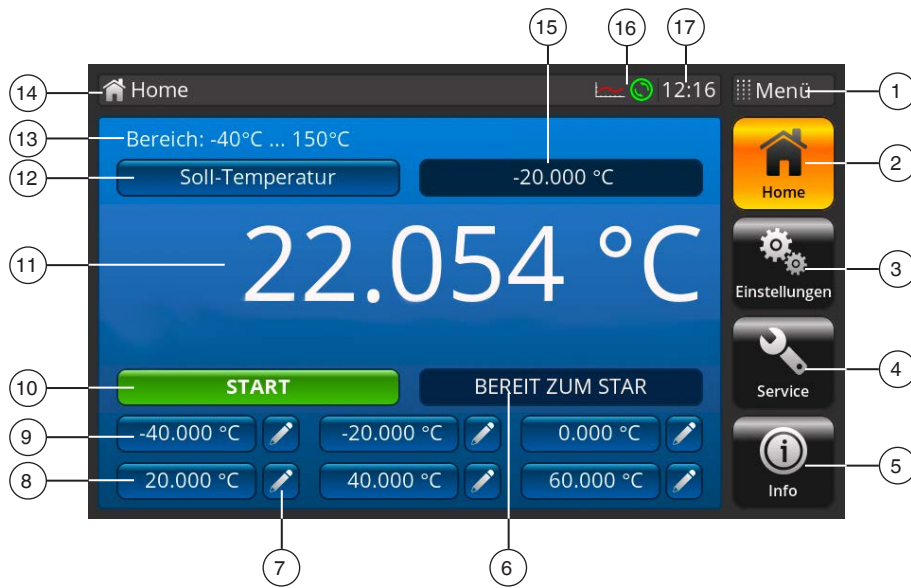 15 16 17
14 Home 12:16 Menü 1
13 Bereich: -40°C ... 150°C
12 Soll-Temperatur -20.000 °C
Home 2
11 22.054 °C
Einstellungen 3
10 START BEREIT ZUM STAR
Service 4
9 -40.000 °C -20.000 °C 0.000 °C
8 20.000 °C 40.000 °C 60.000 °C
Info 5
7 6